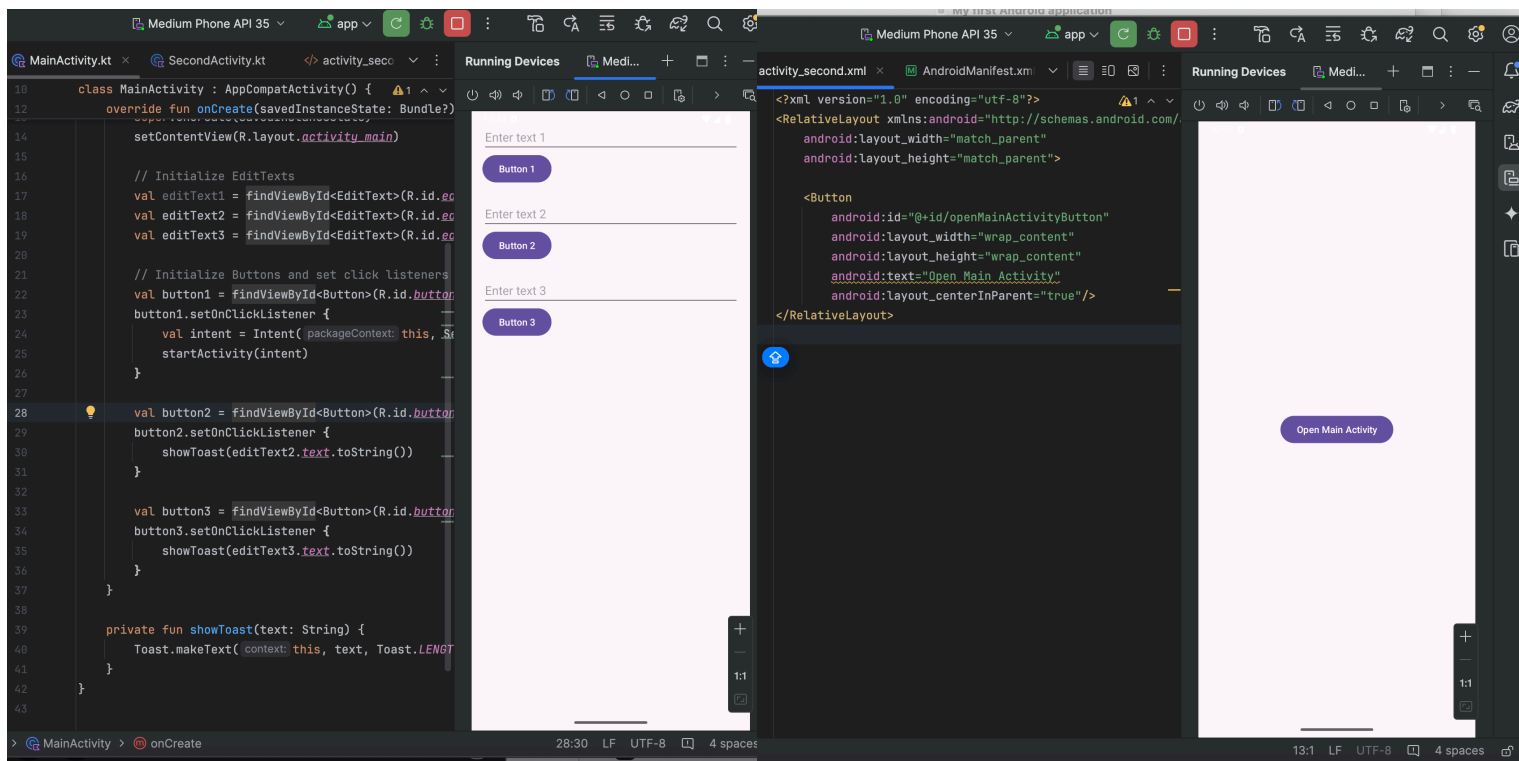 My first Android application
Medium Phone API 35
app
MainActivity.kt
SecondActivity.kt
activity_seco
Running Devices
Medi...
10 class MainActivity : AppCompatActivity() {
1
12 override fun onCreate(savedInstanceState: Bundle?)
14 setContentView(R.layout.activity_main)
15
16 // Initialize EditTexts
17 val editText1 = findViewById<EditText>(R.id.ed
18 val editText2 = findViewById<EditText>(R.id.ed
19 val editText3 = findViewById<EditText>(R.id.ed
20
21 // Initialize Buttons and set click listeners
22 val button1 = findViewById<Button>(R.id.button
23 button1.setOnClickListener {
24 val intent = Intent( packageContext: this, Se
25 startActivity(intent)
26 }
27
28 val button2 = findViewById<Button>(R.id.button
29 button2.setOnClickListener {
30 showToast(editText2.text.toString())
31 }
32
33 val button3 = findViewById<Button>(R.id.button
34 button3.setOnClickListener {
35 showToast(editText3.text.toString())
36 }
37 }
38
39 private fun showToast(text: String) {
40 Toast.makeText( context: this, text, Toast.LENGT
41 }
42 }
43
Enter text 1
Button 1
Enter text 2
Button 2
Enter text 3
Button 3
1:1
MainActivity > onCreate
28:30 LF UTF-8 4 spaces
Medium Phone API 35
app
activity_second.xml
AndroidManifest.xm
Running Devices
Medi...
<?xml version="1.0" encoding="utf-8"?>
1
<RelativeLayout xmlns:android="http://schemas.android.com/
android:layout_width="match_parent"
android:layout_height="match_parent">
<Button
android:id="@+id/openMainActivityButton"
android:layout_width="wrap_content"
android:layout_height="wrap_content"
android:text="Open Main Activity"
android:layout_centerInParent="true"/>
</RelativeLayout>
Open Main Activity
1:1
13:1 LF UTF-8 4 spaces